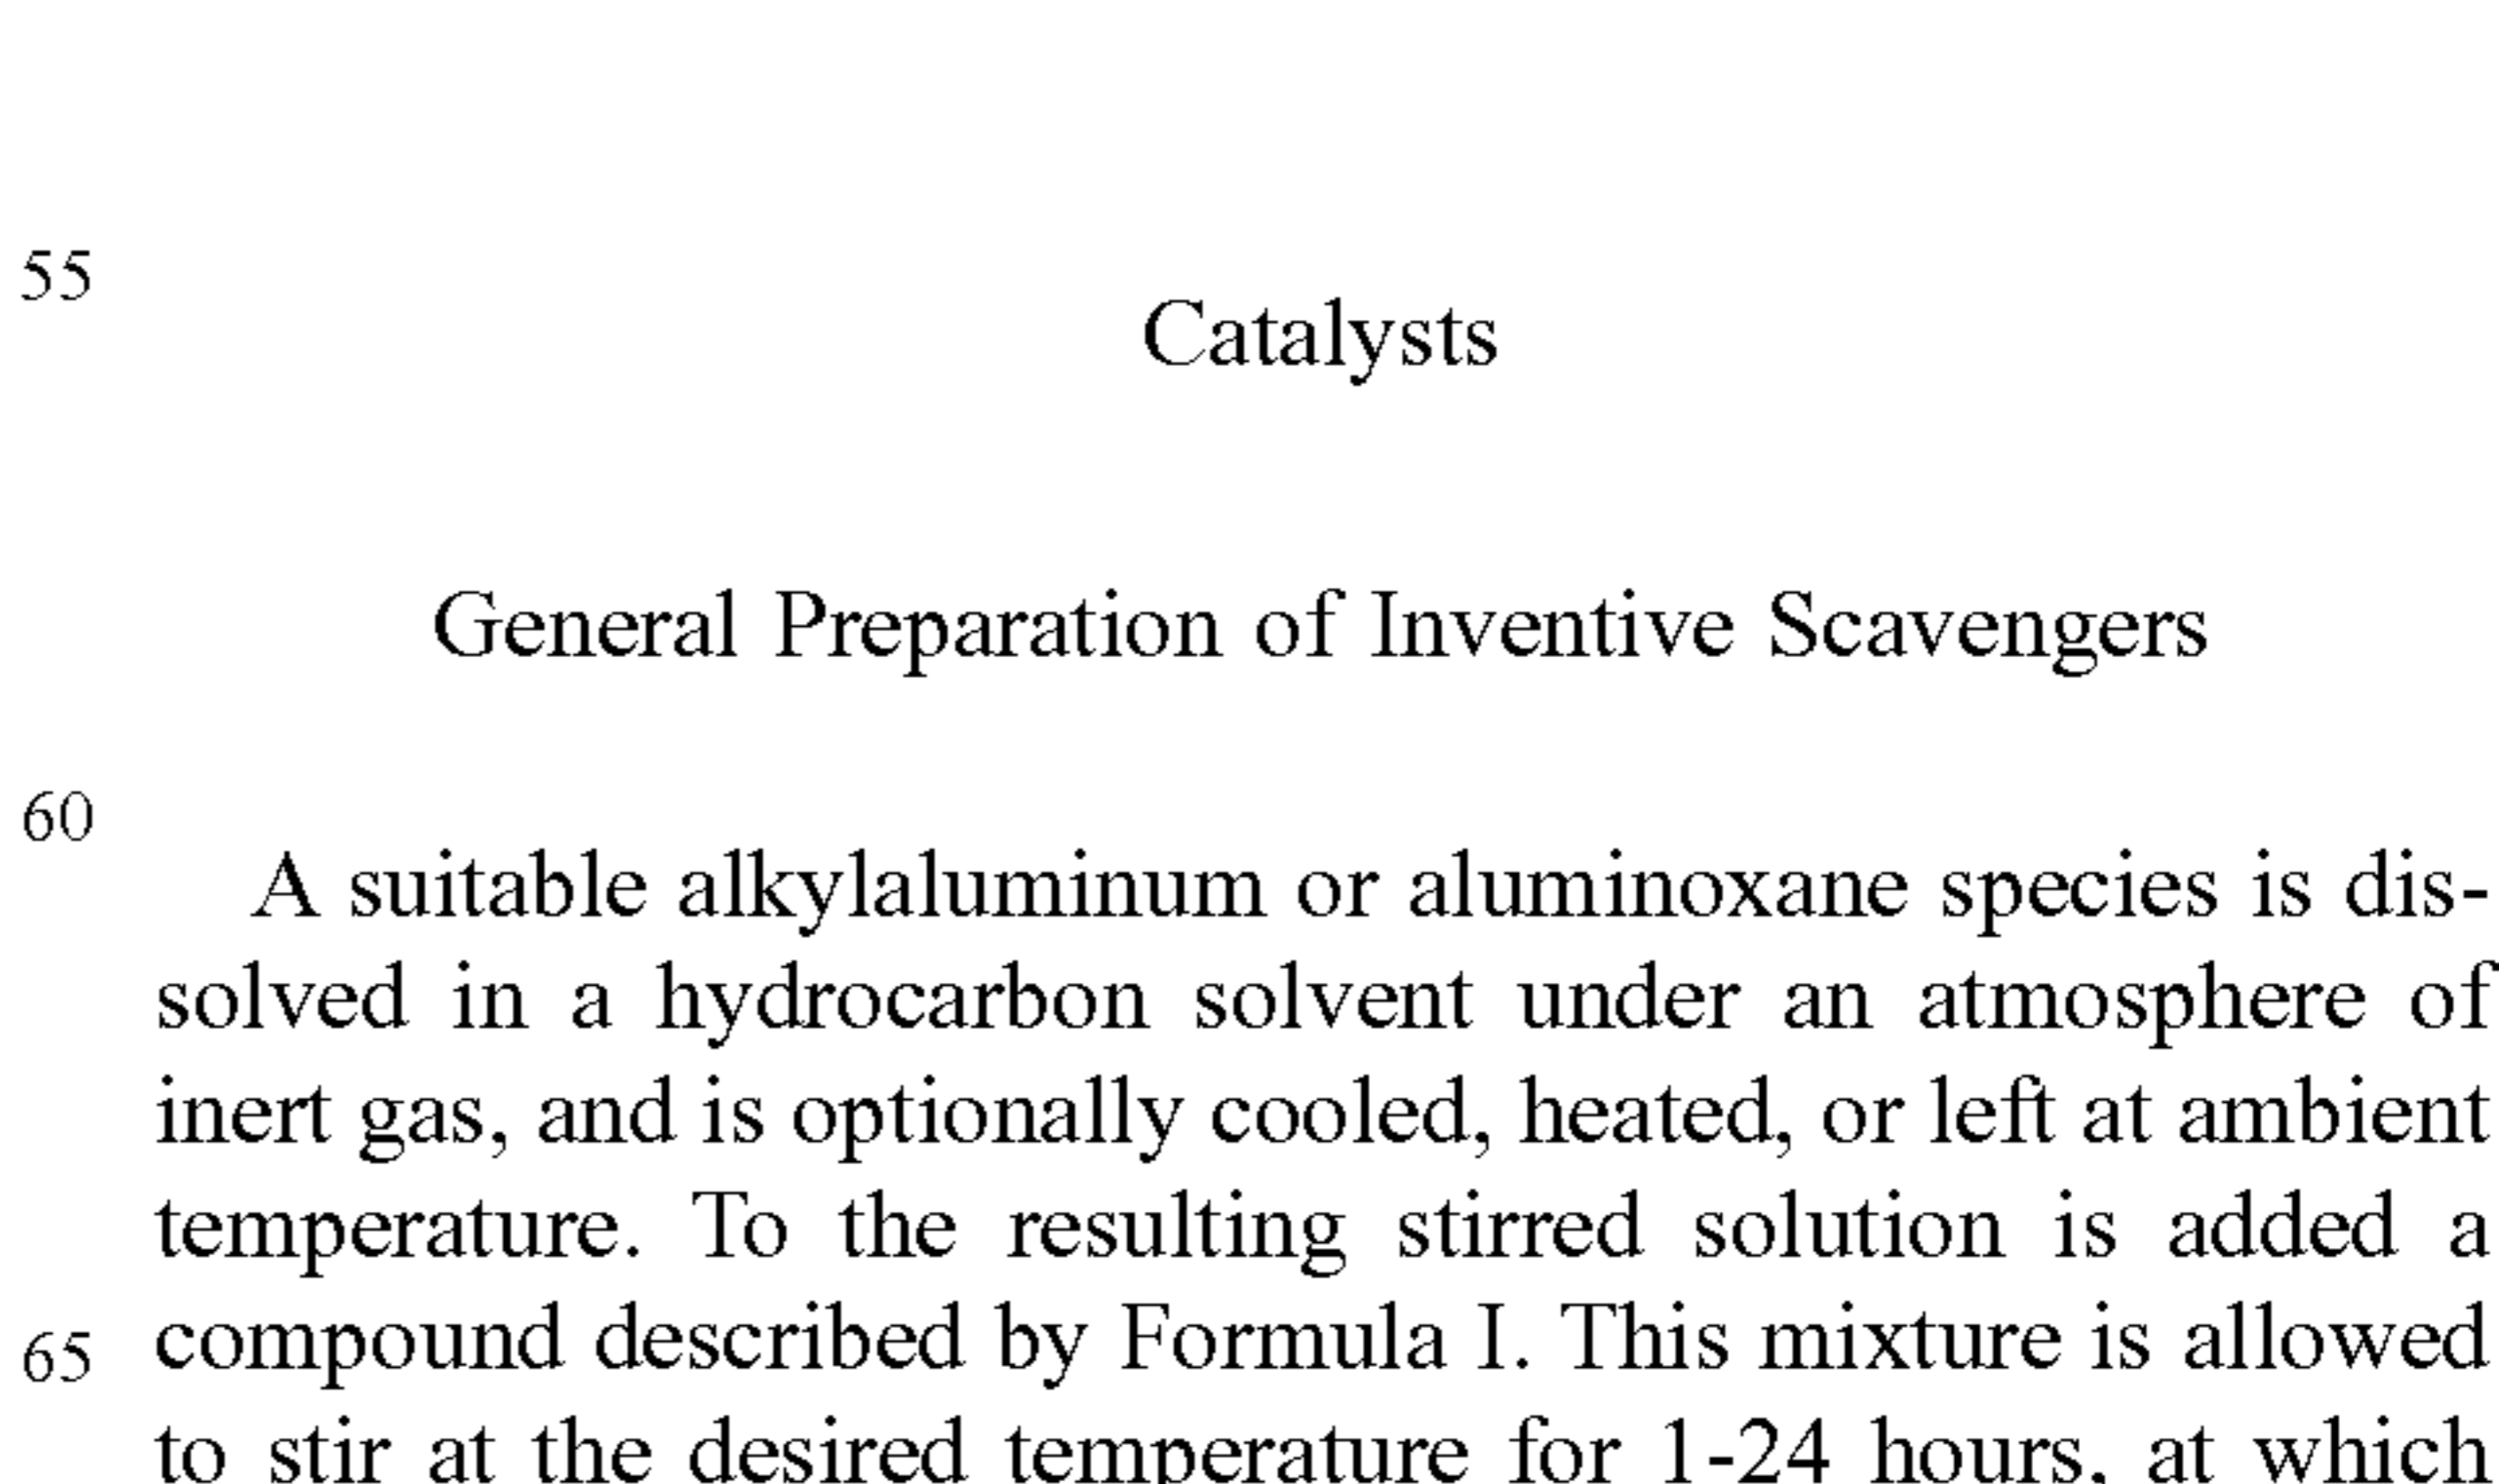 55
Catalysts
General Preparation of Inventive Scavengers
60
A suitable alkylaluminum or aluminoxane species is dis-
solved in a hydrocarbon solvent under an atmosphere of
inert gas, and is optionally cooled, heated, or left at ambient
temperature. To the resulting stirred solution is added a
65 compound described by Formula I. This mixture is allowed
to stir at the desired temperature for 1-24 hours, at which